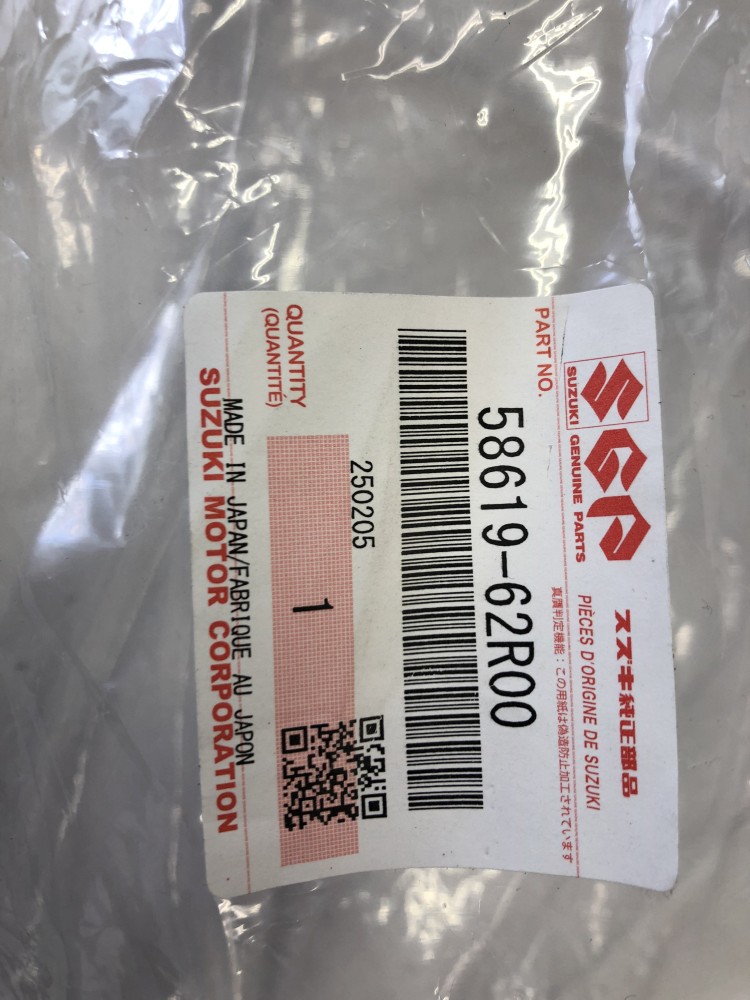 SGP スズキ純正部品
SUZUKI GENUINE PARTS PIÈCES D'ORIGINE DE SUZUKI
真贋判定機能：この用紙は偽造防止加工されています
PART NO.
58619-62R00
250205
QUANTITY
(QUANTITÉ)
1
MADE IN JAPAN/FABRIQUE AU JAPON
SUZUKI MOTOR CORPORATION